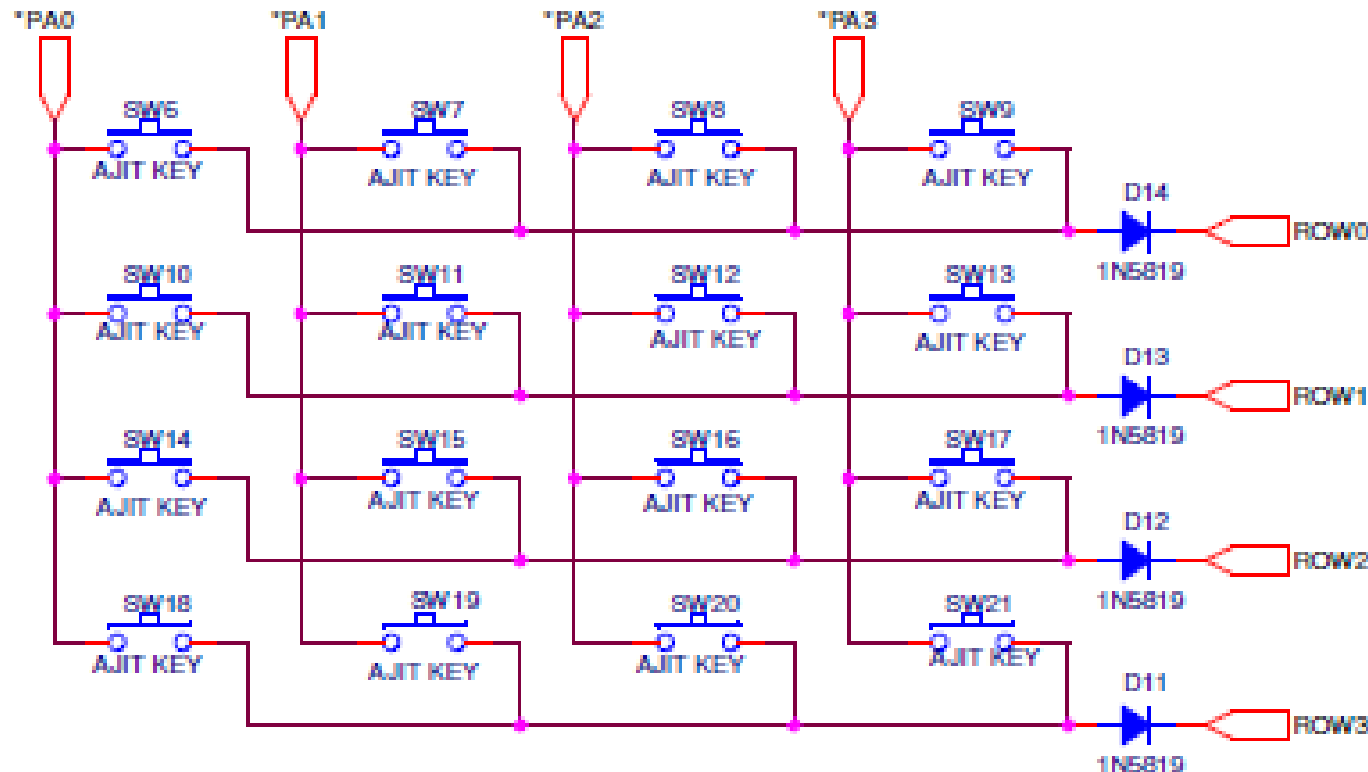 *PA0 *PA1 *PA2 *PA3
SW6 SW7 SW8 SW9
AJIT KEY AJIT KEY AJIT KEY AJIT KEY
D14
ROW0
1N5819
SW10 SW11 SW12 SW13
AJIT KEY AJIT KEY AJIT KEY AJIT KEY
D13
ROW1
1N5819
SW14 SW15 SW16 SW17
AJIT KEY AJIT KEY AJIT KEY AJIT KEY
D12
ROW2
1N5819
SW18 SW19 SW20 SW21
AJIT KEY AJIT KEY AJIT KEY AJIT KEY
D11
ROW3
1N5819